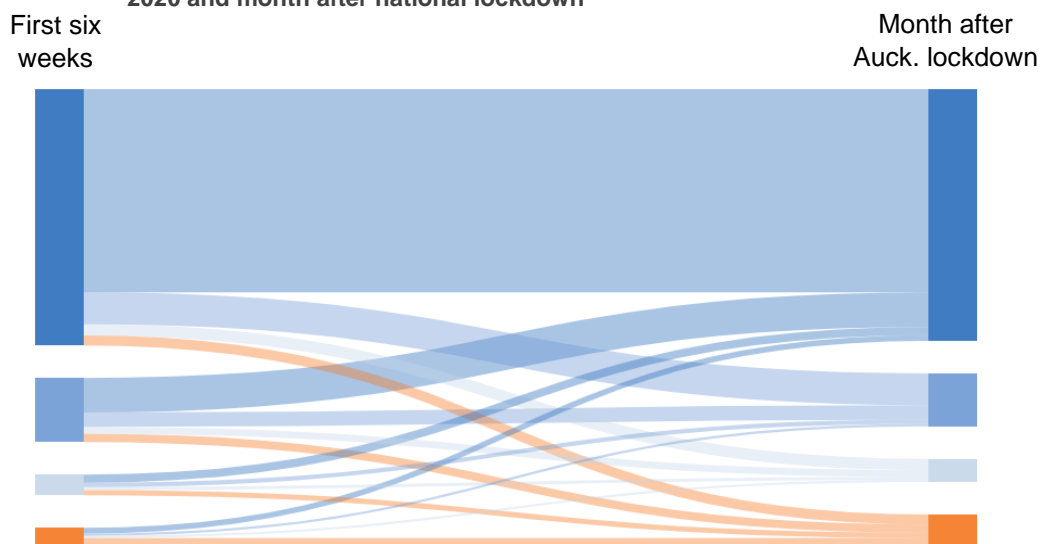 2020 and month after national lockdown
First six
weeks
Month after
Auck. lockdown